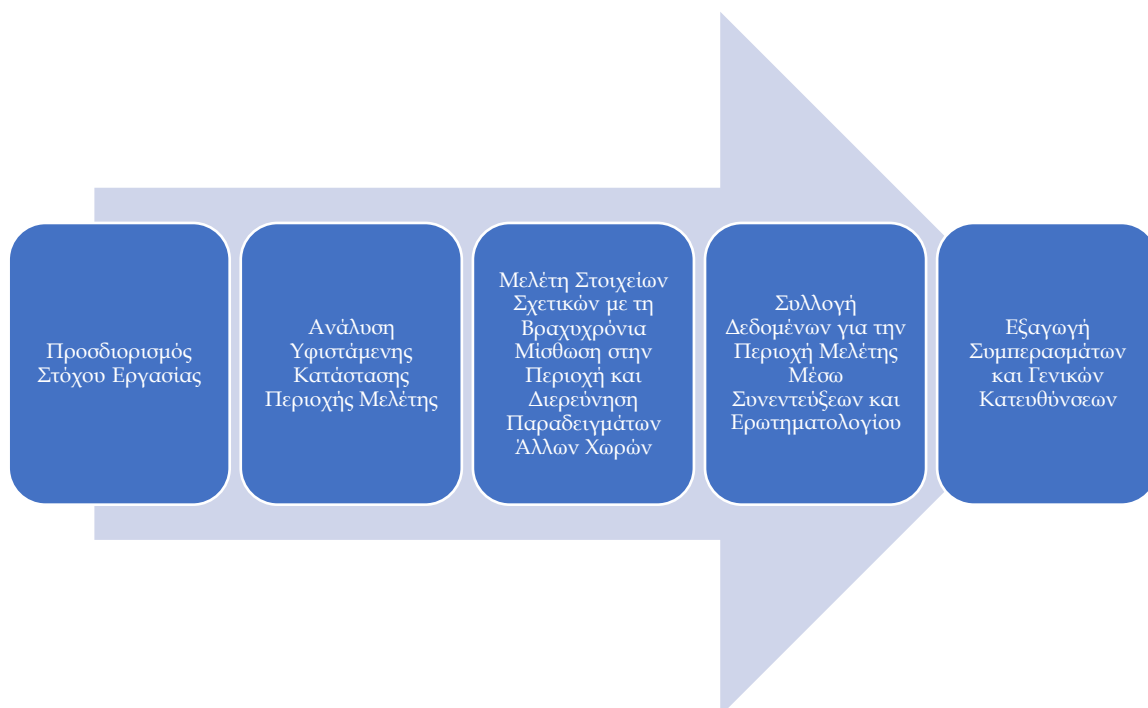 Προσδιορισμός
Στόχου Εργασίας
Ανάλυση
Υφιστάμενης
Κατάστασης
Περιοχής Μελέτης
Μελέτη Στοιχείων
Σχετικών με τη
Βραχυχρόνια
Μίσθωση στην
Περιοχή και
Διερεύνηση
Παραδειγμάτων
Άλλων Χωρών
Συλλογή
Δεδομένων για την
Περιοχή Μελέτης
Μέσω
Συνεντεύξεων και
Ερωτηματολογίου
Εξαγωγή
Συμπερασμάτων
και Γενικών
Κατευθύνσεων